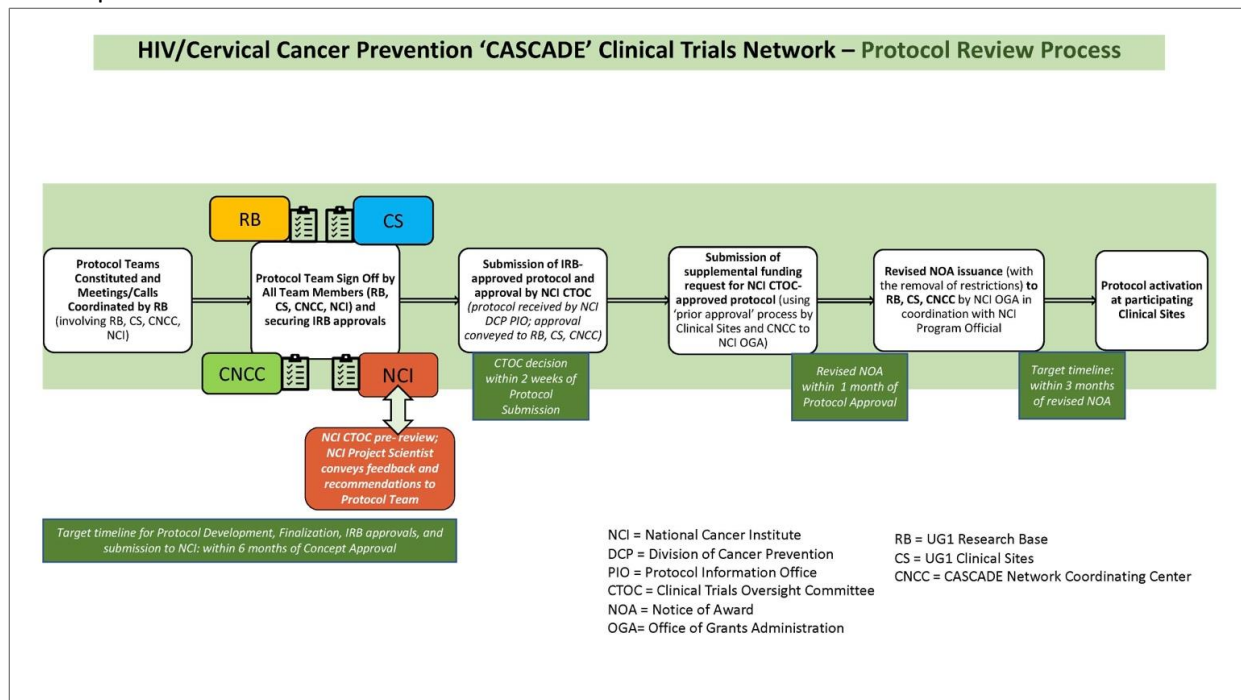 HIV/Cervical Cancer Prevention ‘CASCADE’ Clinical Trials Network – Protocol Review Process
RB
CS
Protocol Teams
Constituted and
Meetings/Calls
Coordinated by RB
(involving RB, CS, CNCC,
NCI)
Protocol Team Sign Off by
All Team Members (RB,
CS, CNCC, NCI) and
securing IRB approvals
CNCC
NCI
NCI CTOC pre- review;
NCI Project Scientist
conveys feedback and
recommendations to
Protocol Team
Submission of IRB-
approved protocol and
approval by NCI CTOC
(protocol received by NCI
DCP PIO; approval
conveyed to RB, CS, CNCC)
CTOC decision
within 2 weeks of
Protocol
Submission
Submission of
supplemental funding
request for NCI CTOC-
approved protocol (using
‘prior approval’ process by
Clinical Sites and CNCC to
NCI OGA)
Revised NOA
within 1 month of
Protocol Approval
Revised NOA issuance (with
the removal of restrictions) to
RB, CS, CNCC by NCI OGA in
coordination with NCI
Program Official
Target timeline:
within 3 months
of revised NOA
Protocol activation
at participating
Clinical Sites
Target timeline for Protocol Development, Finalization, IRB approvals, and
submission to NCI: within 6 months of Concept Approval
NCI = National Cancer Institute
DCP = Division of Cancer Prevention
PIO = Protocol Information Office
CTOC = Clinical Trials Oversight Committee
NOA = Notice of Award
OGA= Office of Grants Administration
RB = UG1 Research Base
CS = UG1 Clinical Sites
CNCC = CASCADE Network Coordinating Center